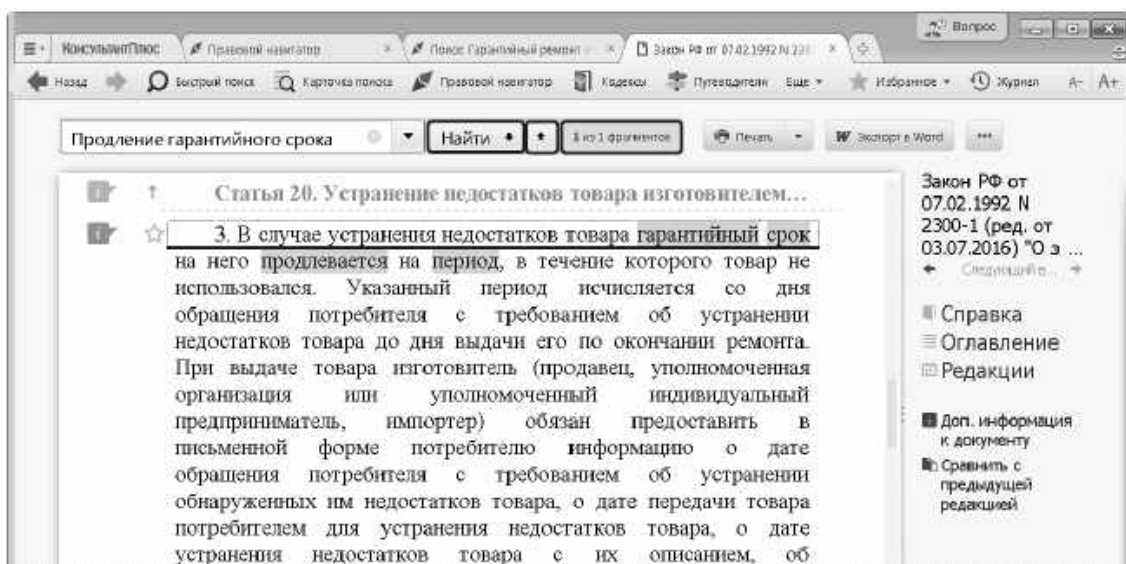 Вопрос
КонсультантПлюс
Правовой навигатор
Поиск Гарантийный ремонт
Закон РФ от 07.02.1992 N 230
Назад
Быстрый поиск
Карточка поиска
Правовой навигатор
Кодексы
Путеводители
Еще
Избранное
Журнал
A-
A+
Продление гарантийного срока
Найти
1 из 1 фрагментов
Печать
Экспорт в Word
Статья 20. Устранение недостатков товара изготовителем...
3. В случае устранения недостатков товара гарантийный срок
на него продлевается на период, в течение которого товар не
использовался. Указанный период исчисляется со дня
обращения потребителя с требованием об устранении
недостатков товара до дня выдачи его по окончании ремонта.
При выдаче товара изготовитель (продавец, уполномоченная
организация или уполномоченный индивидуальный
предприниматель, импортер) обязан предоставить в
письменной форме потребителю информацию о дате
обращения потребителя с требованием об устранении
обнаруженных им недостатков товара, о дате передачи товара
потребителем для устранения недостатков товара, о дате
устранения недостатков товара с их описанием, об
Закон РФ от
07.02.1992 N
2300-1 (ред. от
03.07.2016) "О з ...
Следующий в...
Справка
Оглавление
Редакции
Доп. информация
к документу
Сравнить с
предыдущей
редакцией